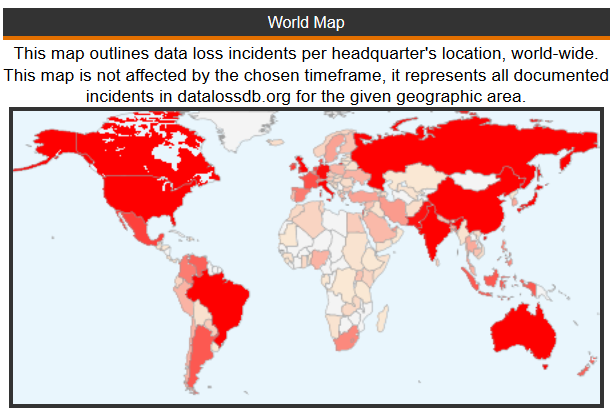 World Map
This map outlines data loss incidents per headquarter's location, world-wide.
This map is not affected by the chosen timeframe, it represents all documented
incidents in datalossdb.org for the given geographic area.